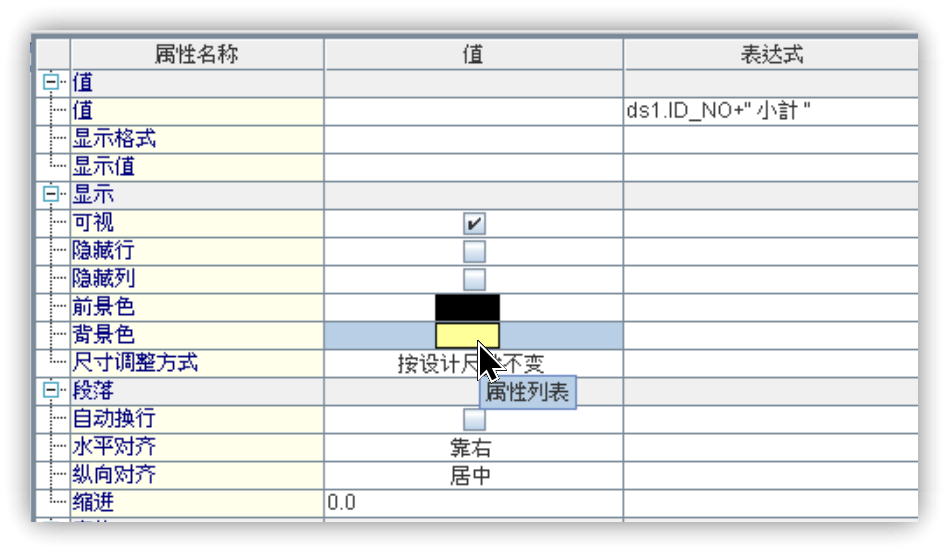 属性名称 值 表达式
值
值 ds1.ID_NO+" 小計 "
显示格式
显示值
显示
可视
隐藏行
隐藏列
前景色
背景色
尺寸调整方式 按设计尺 不变
段落 属性列表
自动换行
水平对齐 靠右
纵向对齐 居中
缩进 0.0